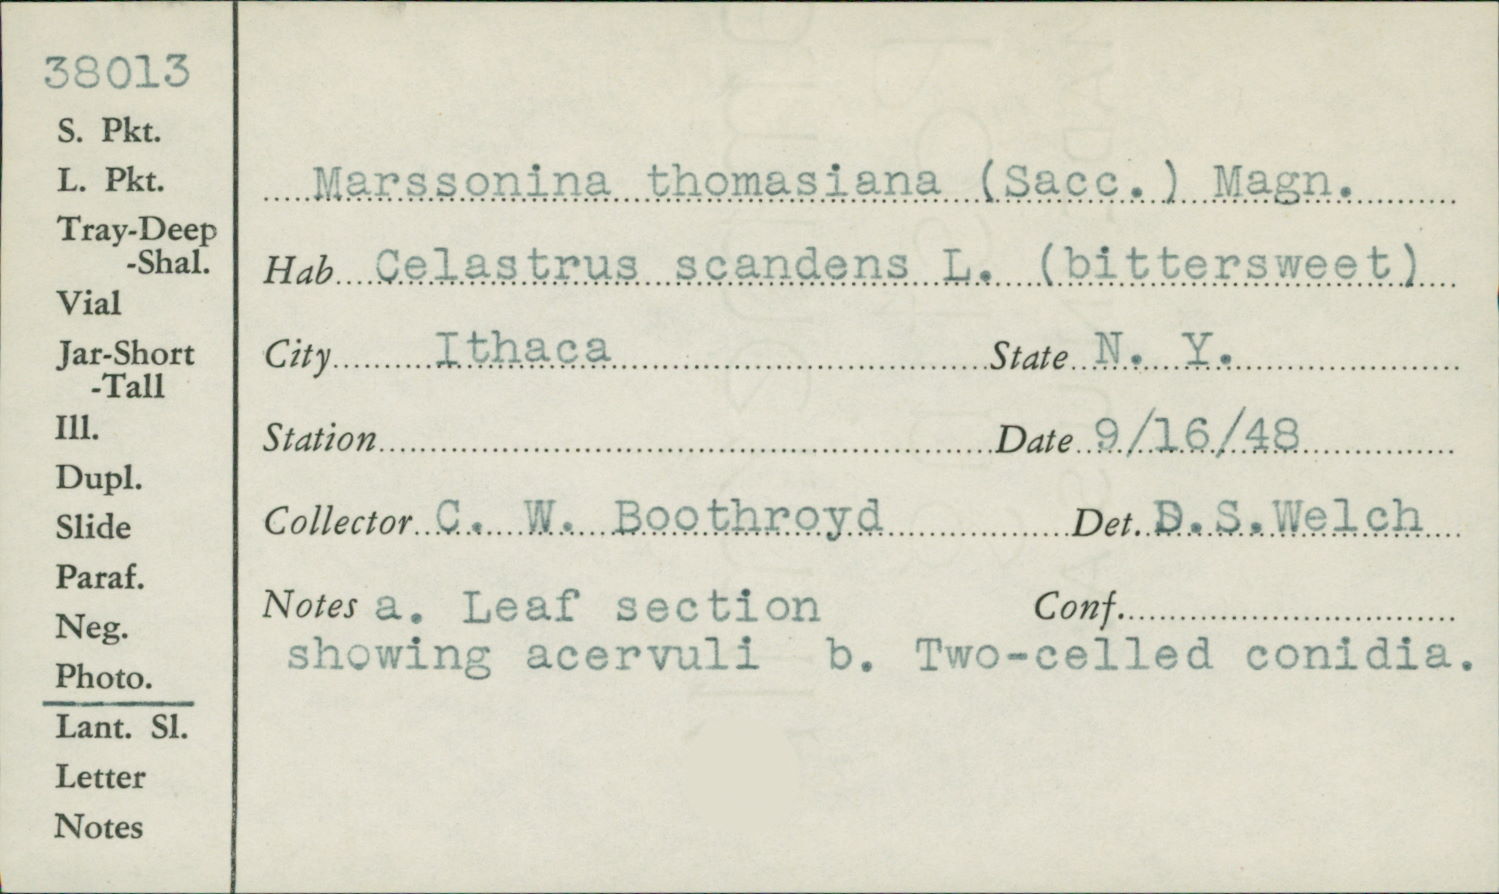 38013
S. Pkt.
L. Pkt.
Tray-Deep
-Shal.
Vial
Jar-Short
-Tall
Ill.
Dupl.
Slide
Paraf.
Neg.
Photo.
Lant. Sl.
Letter
Notes
Marssonina thomasiana (Sacc.) Magn.
Hab. Celastrus scandens L. (bittersweet)
City Ithaca State N. Y.
Station Date 9/16/48
Collector C. W. Boothroyd Det. D.S.Welch
Notes a. Leaf section Conf.
showing acervuli b. Two-celled conidia.